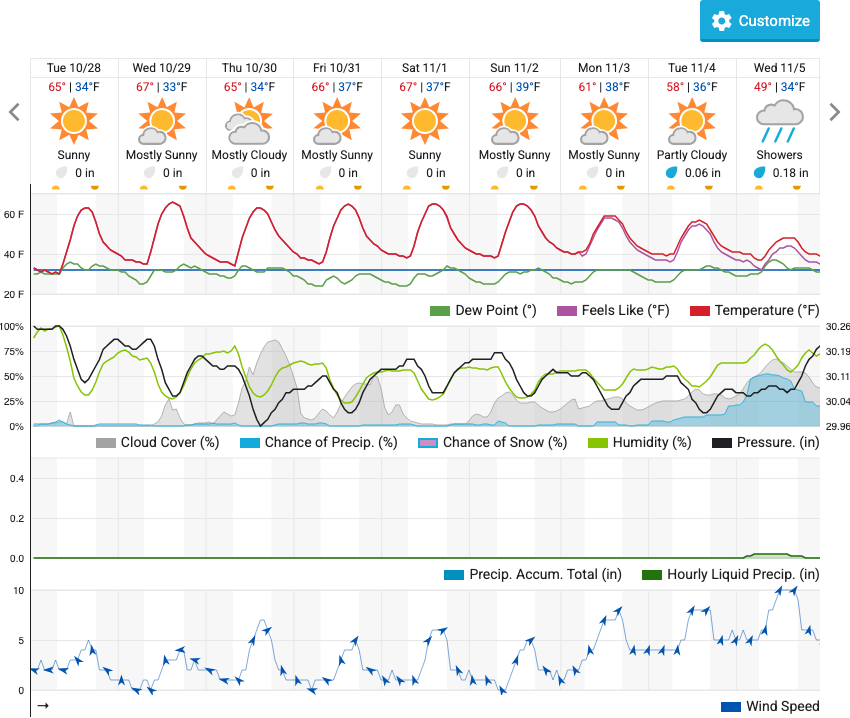 Customize
Tue 10/28 Wed 10/29 Thu 10/30 Fri 10/31 Sat 11/1 Sun 11/2 Mon 11/3 Tue 11/4 Wed 11/5
65° | 34°F 67° | 33°F 65° | 34°F 66° | 37°F 67° | 37°F 66° | 39°F 61° | 38°F 58° | 36°F 49° | 34°F
Sunny Mostly Sunny Mostly Cloudy Mostly Sunny Sunny Mostly Sunny Mostly Sunny Partly Cloudy Showers
0 in 0 in 0 in 0 in 0 in 0 in 0 in 0.06 in 0.18 in
60 F
40 F
20 F
Dew Point (°) Feels Like (°F) Temperature (°F)
100% 30.26
75% 30.19
50% 30.11
25% 30.04
0% 29.96
Cloud Cover (%) Chance of Precip. (%) Chance of Snow (%) Humidity (%) Pressure. (in)
0.4
0.2
0.0
Precip. Accum. Total (in) Hourly Liquid Precip. (in)
10
5
0
Wind Speed